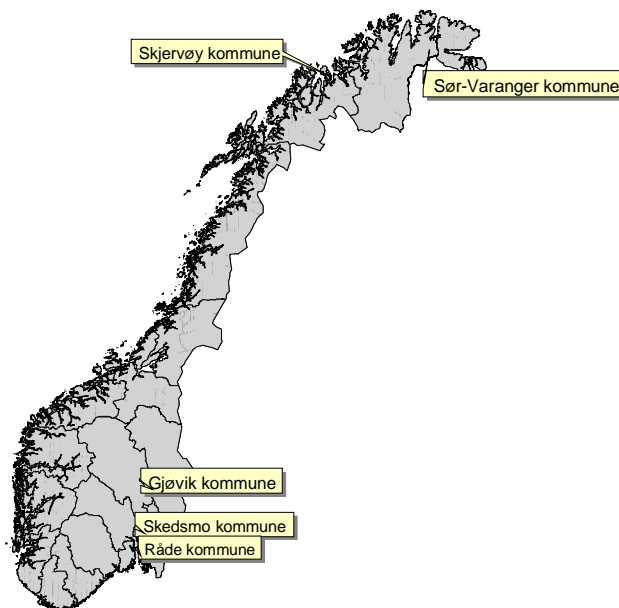 Skjervøy kommune
Sør-Varanger kommune
Gjøvik kommune
Skedsmo kommune
Råde kommune